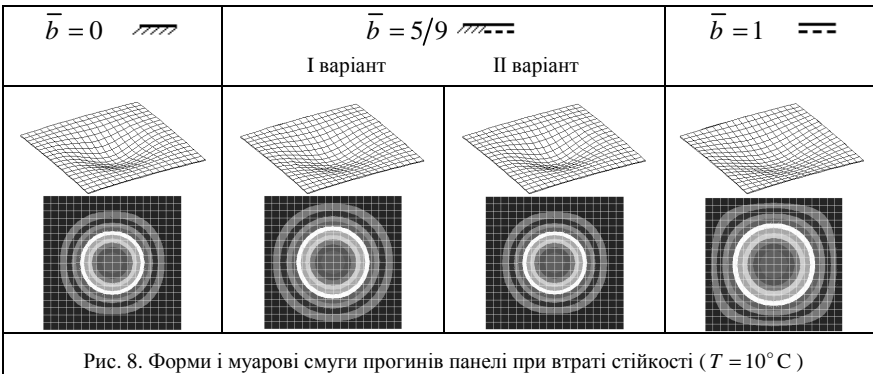 b̅ = 0
b̅ = 5/9
b̅ = 1
I варіант
II варіант
Рис. 8. Форми і муарові смуги прогинів панелі при втраті стійкості ( T = 10°C )